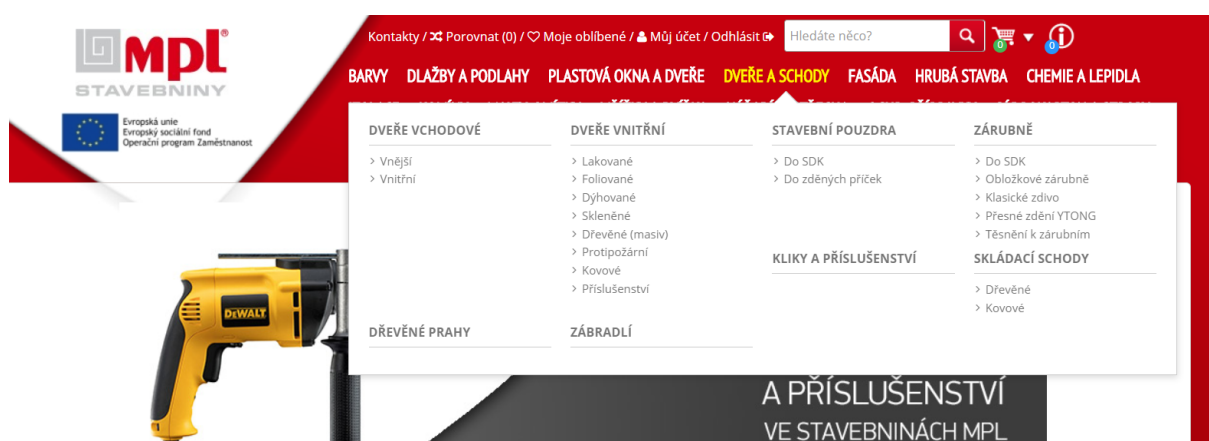 Kontakty / Porovnat (0) / Moje oblíbené / Můj účet / Odhlásit
Hledáte něco?
0
0
mpl®
STAVEBNINY
Evropská unie
Evropský sociální fond
Operační program Zaměstnanost
BARVY DLAŽBY A PODLAHY PLASTOVÁ OKNA A DVEŘE DVEŘE A SCHODY FASÁDA HRUBÁ STAVBA CHEMIE A LEPIDLA
DVEŘE VCHODOVÉ
> Vnější
> Vnitřní
DVEŘE VNITŘNÍ
> Lakované
> Foliované
> Dýhované
> Skleněné
> Dřevěné (masiv)
> Protipožární
> Kovové
> Příslušenství
STAVEBNÍ POUZDRA
> Do SDK
> Do zděných příček
ZÁRUBNĚ
> Do SDK
> Obložkové zárubně
> Klasické zdivo
> Přesné zdění YTONG
> Těsnění k zárubním
KLIKY A PŘÍSLUŠENSTVÍ
SKLÁDACÍ SCHODY
> Dřevěné
> Kovové
DŘEVĚNÉ PRAHY
ZÁBRADLÍ
DEWALT
A PŘÍSLUŠENSTVÍ
VE STAVEBNINÁCH MPL